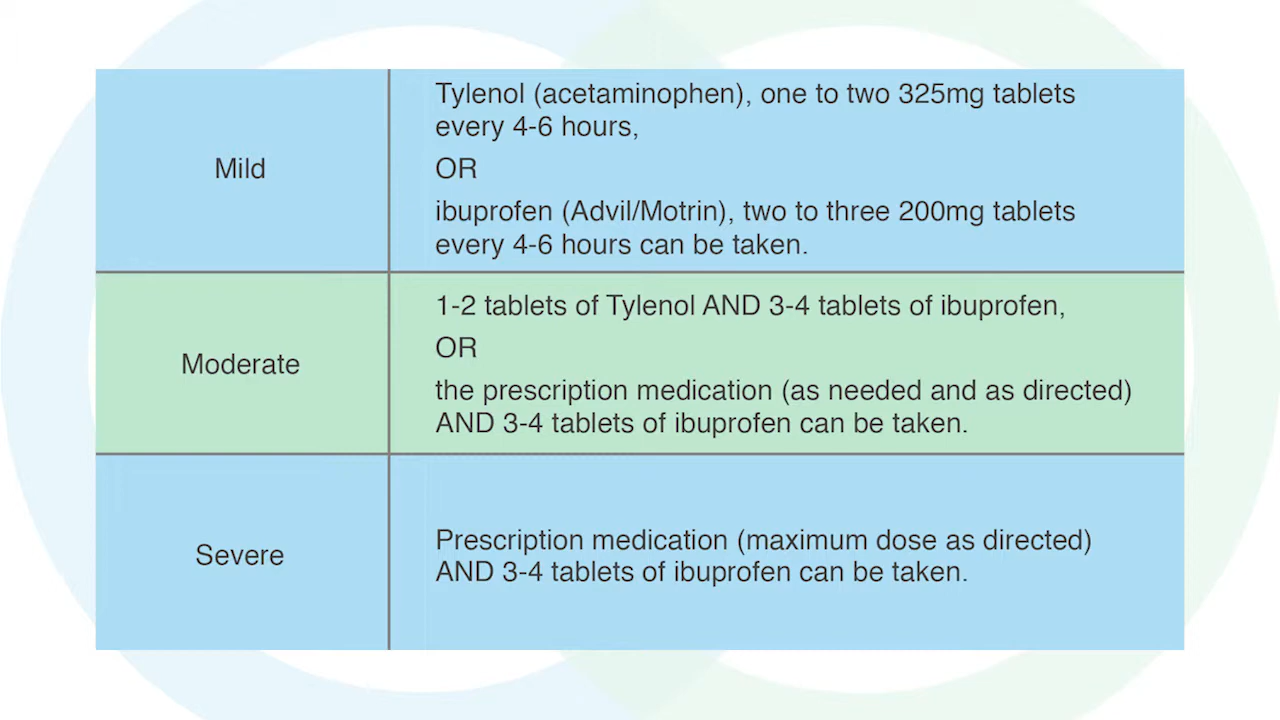 Mild
Tylenol (acetaminophen), one to two 325mg tablets
every 4-6 hours,
OR
ibuprofen (Advil/Motrin), two to three 200mg tablets
every 4-6 hours can be taken.
Moderate
1-2 tablets of Tylenol AND 3-4 tablets of ibuprofen,
OR
the prescription medication (as needed and as directed)
AND 3-4 tablets of ibuprofen can be taken.
Severe
Prescription medication (maximum dose as directed)
AND 3-4 tablets of ibuprofen can be taken.